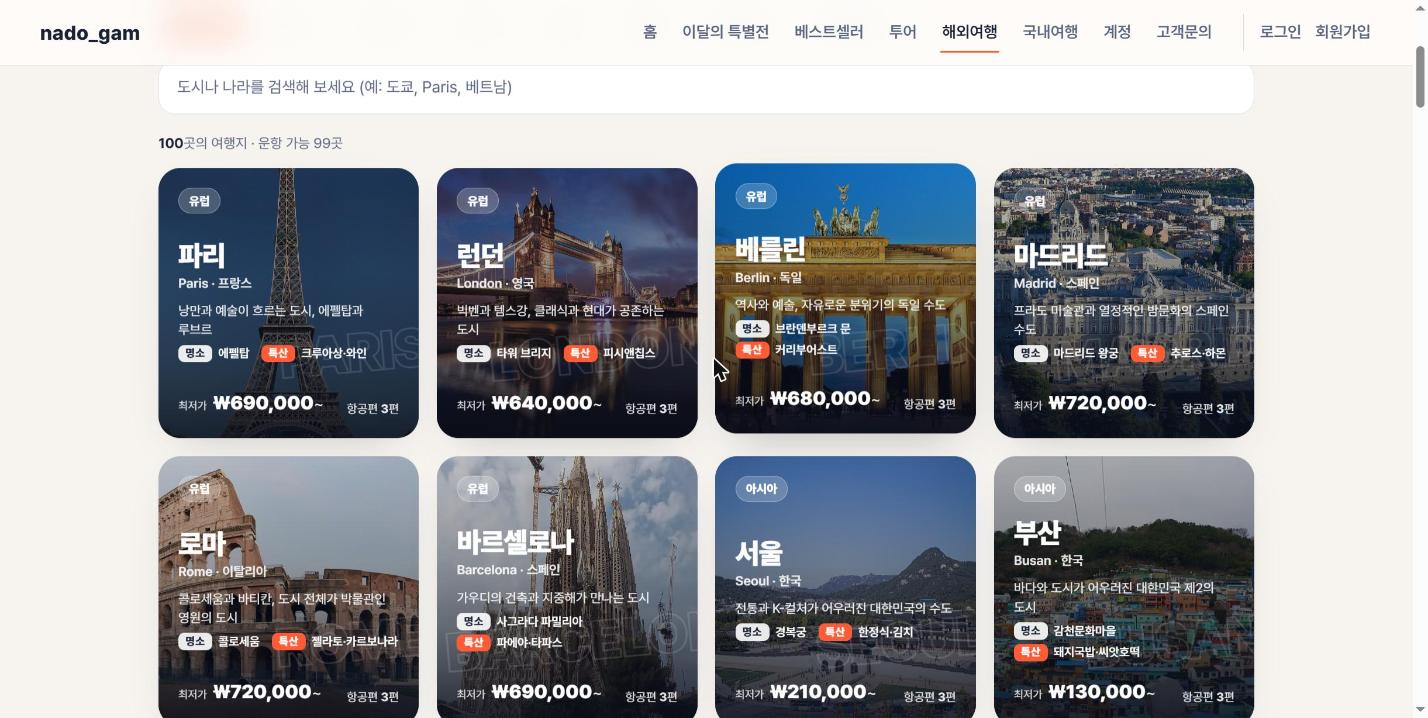 nado_gam
홈 이달의 특별전 베스트셀러 투어 해외여행 국내여행 계정 고객문의 로그인 회원가입
도시나 나라를 검색해 보세요 (예: 도쿄, Paris, 베트남)
100곳의 여행지 · 운항 가능 99곳
유럽
파리
Paris · 프랑스
낭만과 예술이 흐르는 도시, 에펠탑과
루브르
명소 에펠탑 특산 크루아상·와인
PARIS
최저가 ₩690,000~ 항공편 3편
유럽
런던
London · 영국
빅벤과 템스강, 클래식과 현대가 공존하는
도시
명소 타워 브리지 특산 피시앤칩스
LONDON
최저가 ₩640,000~ 항공편 3편
유럽
베를린
Berlin · 독일
역사와 예술, 자유로운 분위기의 독일 수도
명소 브란덴부르크 문
특산 커리부어스트
최저가 ₩680,000~ 항공편 3편
유럽
마드리드
Madrid · 스페인
프라도 미술관과 열정적인 밤문화의 스페인
수도
명소 마드리드 왕궁 특산 추로스·하몬
최저가 ₩720,000~ 항공편 3편
유럽
로마
Rome · 이탈리아
콜로세움과 바티칸, 도시 전체가 박물관인
영원의 도시
명소 콜로세움 특산 젤라토·카르보나라
최저가 ₩720,000~ 항공편 3편
유럽
바르셀로나
Barcelona · 스페인
가우디의 건축과 지중해가 만나는 도시
명소 사그라다 파밀리아
특산 파에야·타파스
최저가 ₩690,000~ 항공편 3편
아시아
서울
Seoul · 한국
전통과 K-컬처가 어우러진 대한민국의 수도
명소 경복궁 특산 한정식·김치
최저가 ₩210,000~ 항공편 3편
아시아
부산
Busan · 한국
바다와 도시가 어우러진 대한민국 제2의
도시
명소 감천문화마을
특산 돼지국밥·씨앗호떡
최저가 ₩130,000~ 항공편 3편